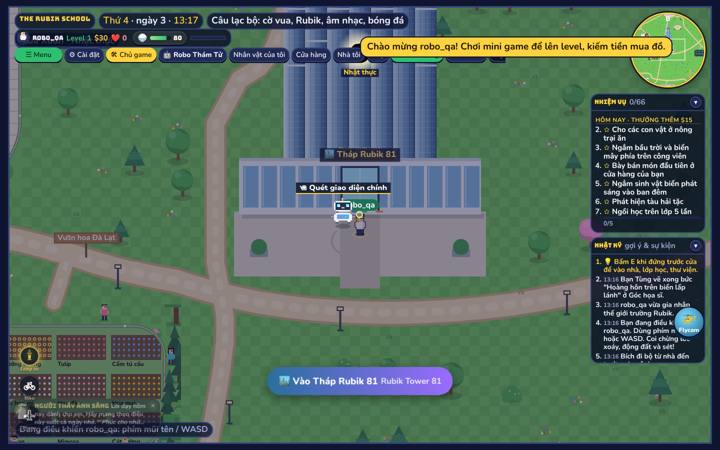 THE RUBIK SCHOOL
Thứ 4 · ngày 3 · 13:17
Câu lạc bộ: cờ vua, Rubik, âm nhạc, bóng đá
ROBO_QA Level 1 $30 0
80
Chào mừng robo_qa! Chơi mini game để lên level, kiếm tiền mua đồ.
Menu
Cài đặt
Chủ game
Robo Thám Tử
Nhân vật của tôi
Cửa hàng
Nhà tôi
Nhật thực
NHIỆM VỤ 0/66
HÔM NAY · THƯỞNG THÊM $15
2. Cho các con vật ở nông trại ăn
3. Ngắm bầu trời và biển mây phía trên công viên
4. Bày bán món đầu tiên ở cửa hàng của bạn
5. Ngắm sinh vật biển phát sáng vào ban đêm
6. Phát hiện tàu hải tặc
7. Ngồi học trên lớp 5 lần
0/5
Tháp Rubik 81
Quét giao diện chính
bo_qa
Vườn hoa Đà Lạt
NHẬT KÝ gợi ý & sự kiện
1. Bấm E khi đứng trước cửa để vào nhà, lớp học, thư viện.
2. 13:16 Bạn Tùng vẽ xong bức "Hoàng hôn trên biển lấp lánh" ở Góc họa sĩ.
3. 13:16 robo_qa vừa gia nhập thế giới Rubik.
4. 13:16 Bạn đang điều k robo_qa. Dùng phím m hoặc WASD. Coi chừng lốc xoáy, động đất và sét!
5. 13:16 Bích đi bộ từ nhà đến
Flycam
Tulip
Cẩm tú cầu
Vào Tháp Rubik 81 Rubik Tower 81
NGƯỜI THẦY ÁNH SÁNG
Đang điều khiển robo_qa: phím mũi tên / WASD
Mimosa